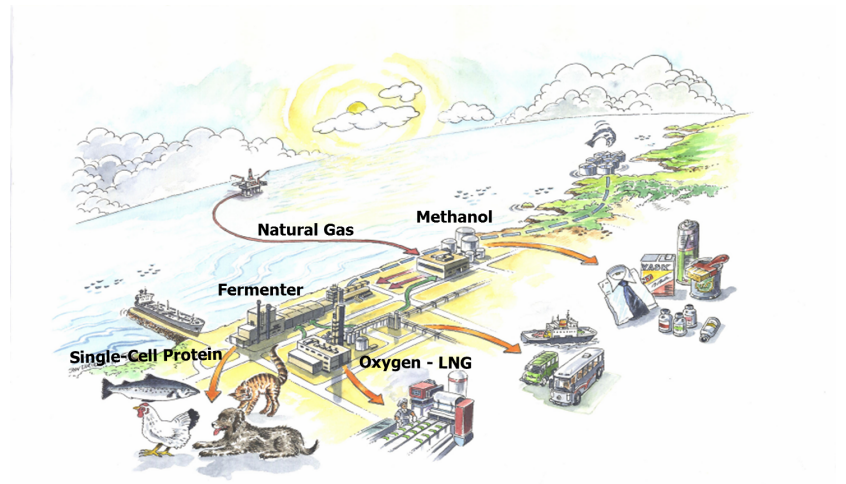 Methanol
Natural Gas
Fermenter
Single-Cell Protein
Oxygen - LNG